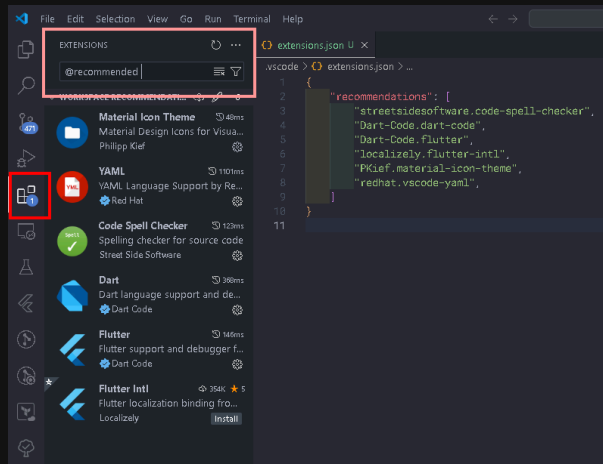 File Edit Selection View Go Run Terminal Help
EXTENSIONS
@recommended
WORKSPACE RECOMMENDATI...
471
1
Material Icon Theme 48ms
Material Design Icons for Visua...
Philipp Kief
YAML 1101ms
YAML Language Support by Re...
Red Hat
Code Spell Checker 123ms
Spelling checker for source code
Street Side Software
Dart 368ms
Dart language support and de...
Dart Code
Flutter 146ms
Flutter support and debugger f...
Dart Code
Flutter Intl 354K 5
Flutter localization binding fro...
Localizely Install
YML
Spell
{} extensions.json U ×
.vscode > {} extensions.json > ...
1 {
2 "recommendations": [
3 "streetsidesoftware.code-spell-checker",
4 "Dart-Code.dart-code",
5 "Dart-Code.flutter",
6 "localizely.flutter-intl",
7 "PKief.material-icon-theme",
8 "redhat.vscode-yaml",
9 ]
10 }
11